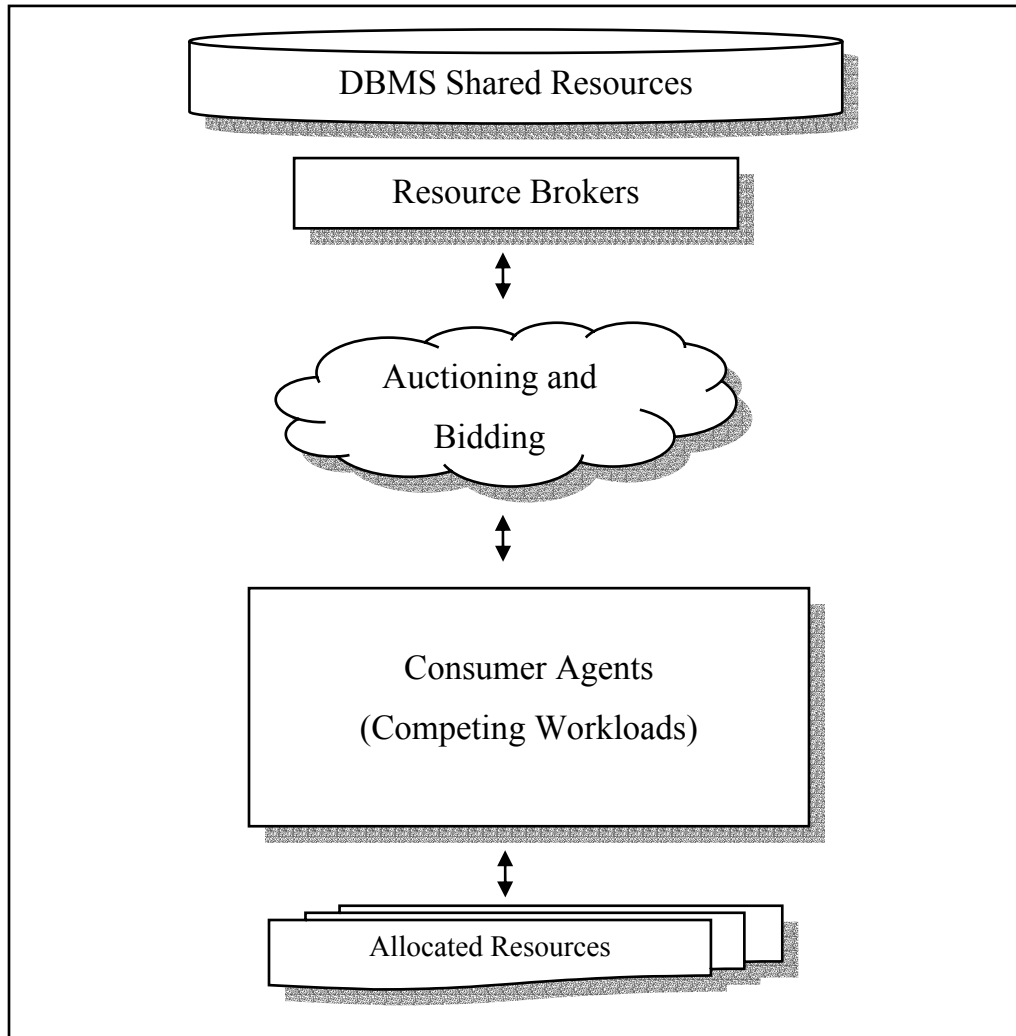 DBMS Shared Resources
Resource Brokers
Auctioning and
Bidding
Consumer Agents
(Competing Workloads)
Allocated Resources